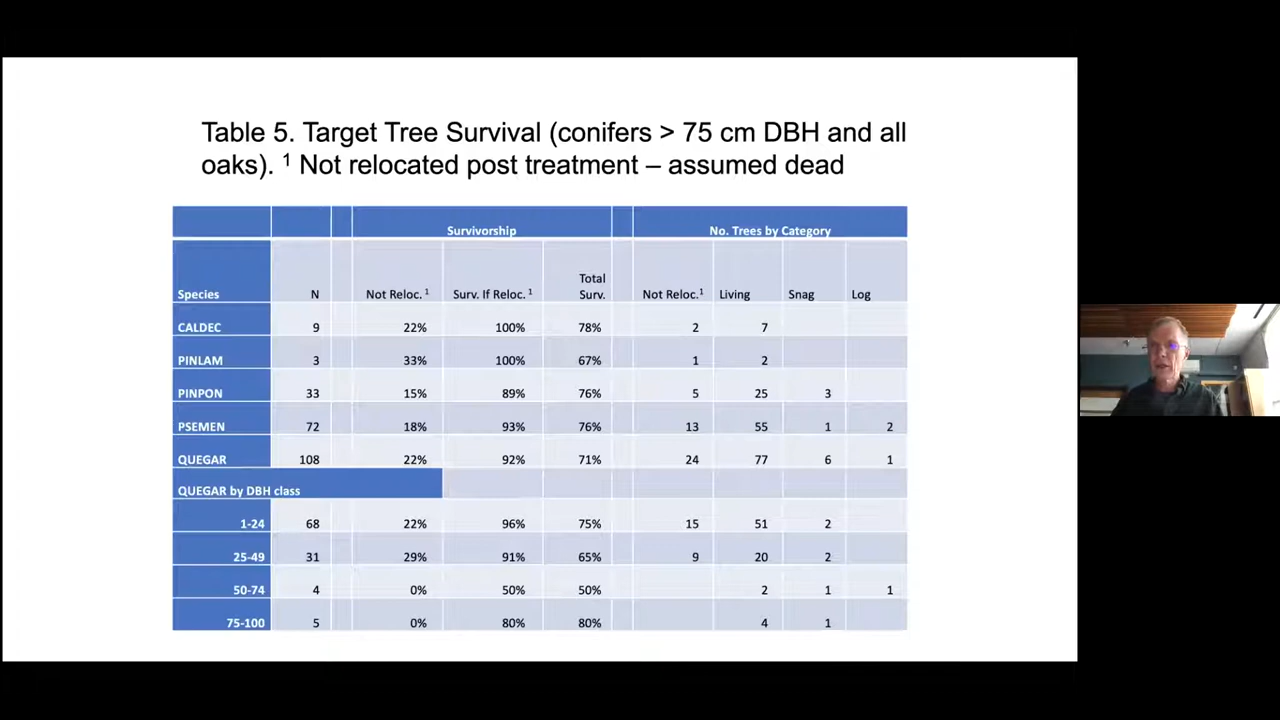 Table 5. Target Tree Survival (conifers > 75 cm DBH and all
oaks). ¹ Not relocated post treatment – assumed dead
Survivorship No. Trees by Category
Species N Not Reloc. ¹ Surv. If Reloc. ¹ Total Surv. Not Reloc.¹ Living Snag Log
CALDEC 9 22% 100% 78% 2 7
PINLAM 3 33% 100% 67% 1 2
PINPON 33 15% 89% 76% 5 25 3
PSEMEN 72 18% 93% 76% 13 55 1 2
QUEGAR 108 22% 92% 71% 24 77 6 1
QUEGAR by DBH class
1-24 68 22% 96% 75% 15 51 2
25-49 31 29% 91% 65% 9 20 2
50-74 4 0% 50% 50% 2 1 1
75-100 5 0% 80% 80% 4 1